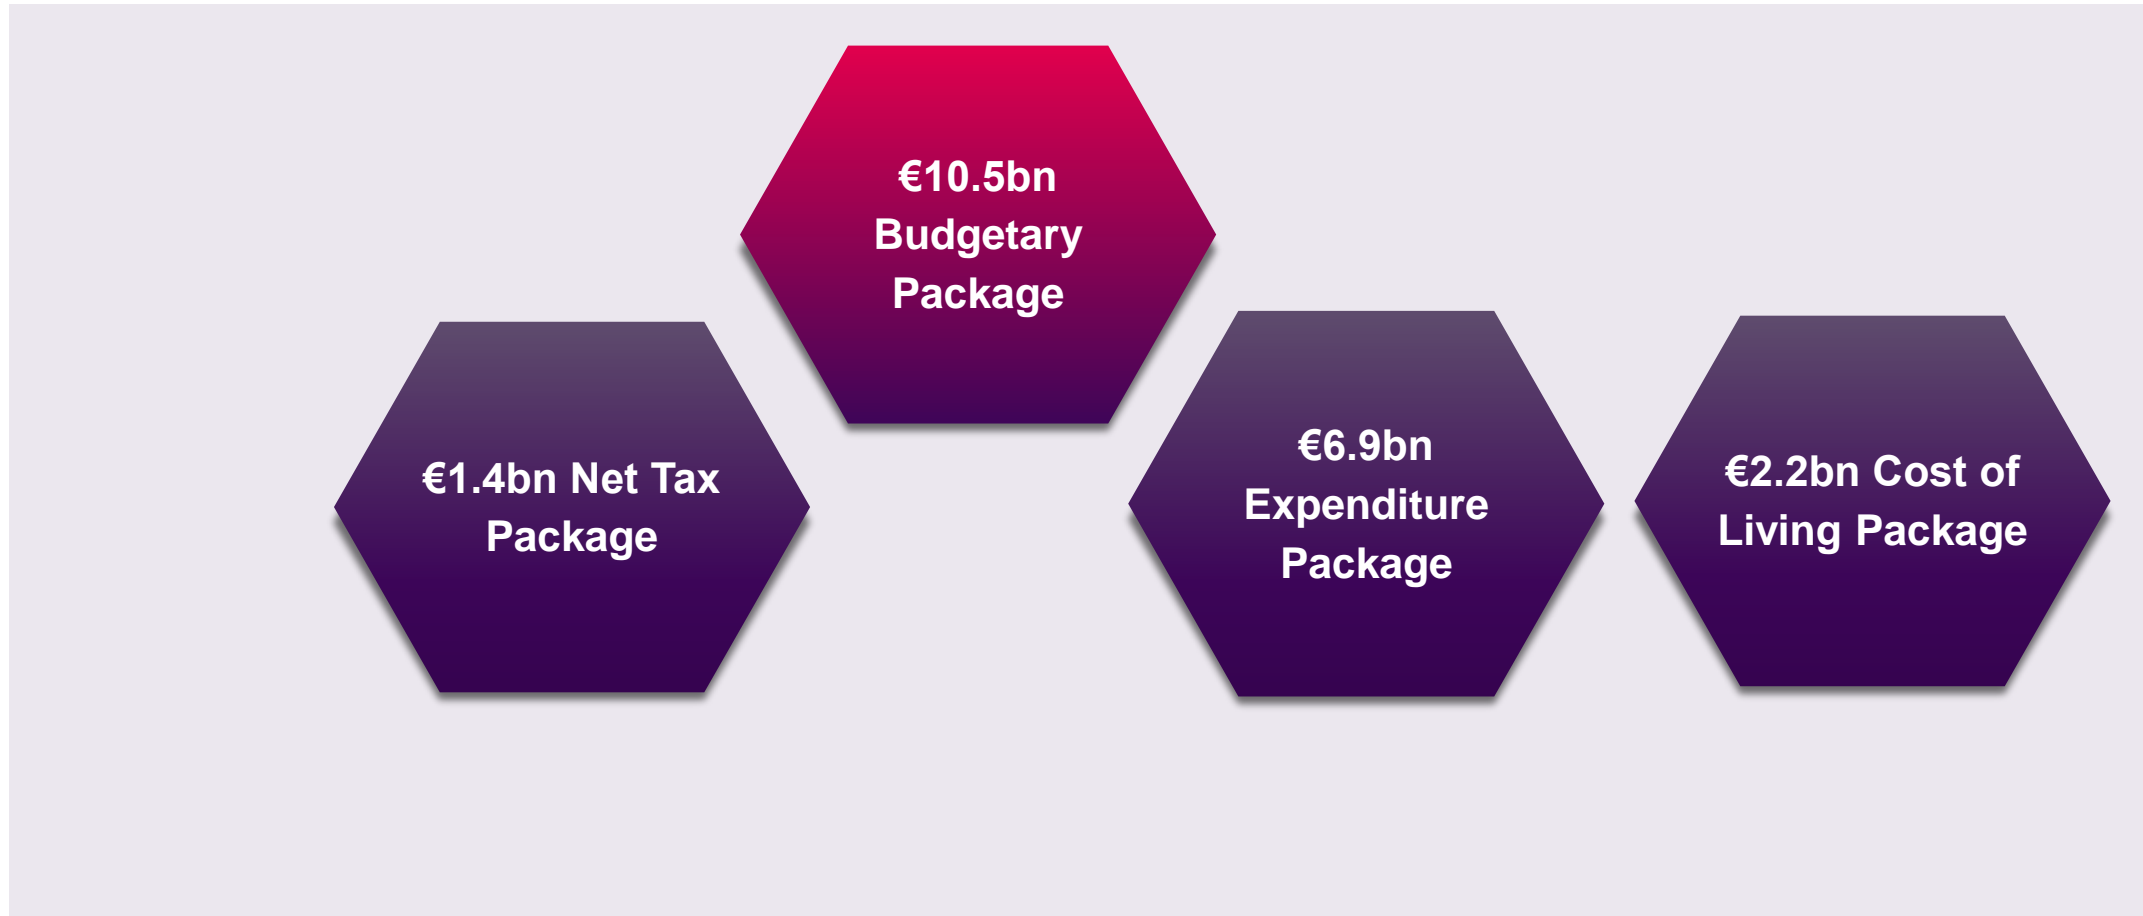 €10.5bn
Budgetary
Package
€1.4bn Net Tax
Package
€6.9bn
Expenditure
Package
€2.2bn Cost of
Living Package